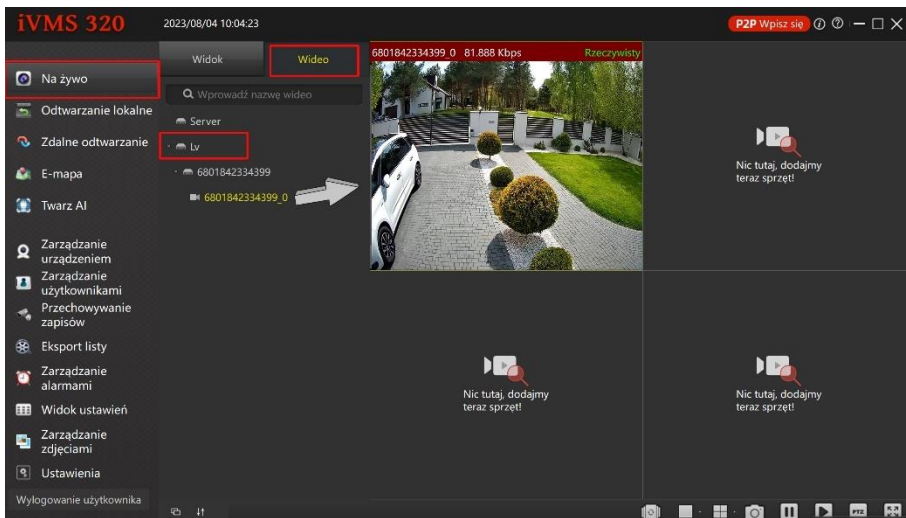 iVMS 320
2023/08/04 10:04:23
P2P Wpisz się
Na żywo
Odtwarzanie lokalne
Zdalne odtwarzanie
E-mapa
Twarz AI
Zarządzanie
urządzeniem
Zarządzanie
użytkownikami
Przechowywanie
zapisów
Eksport listy
Zarządzanie
alarmami
Widok ustawień
Zarządzanie
zdjęciami
Ustawienia
Wylogowanie użytkownika
Widok
Wideo
Wprowadź nazwę wideo
Server
Lv
6801842334399
6801842334399_0
6801842334399_0 81.888 Kbps Rzeczywisty
Nic tutaj, dodajmy
teraz sprzęt!
Nic tutaj, dodajmy
teraz sprzęt!
Nic tutaj, dodajmy
teraz sprzęt!
PTZ